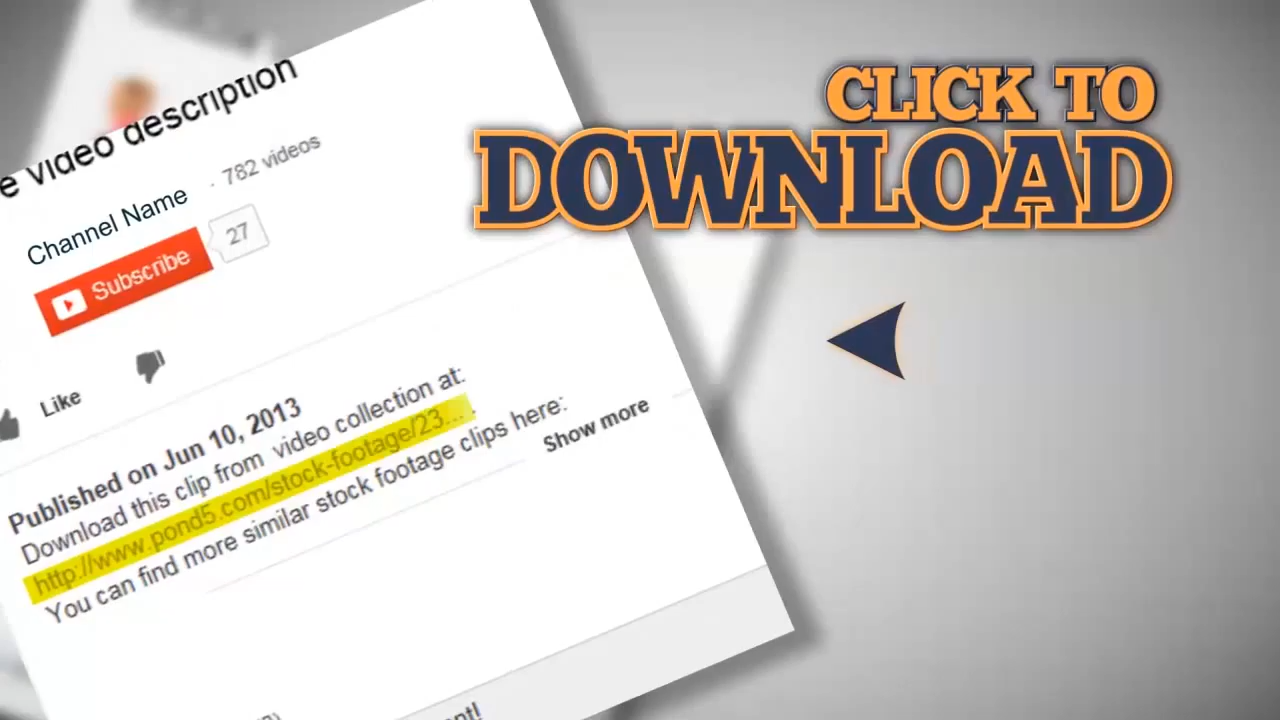 e video description
Channel Name · 782 videos
Subscribe 27
Like
Published on Jun 10, 2013
Download this clip from video collection at:
http://www.pond5.com/stock-footage/23... .
You can find more similar stock footage clips here:
Show more
CLICK TO
DOWNLOAD